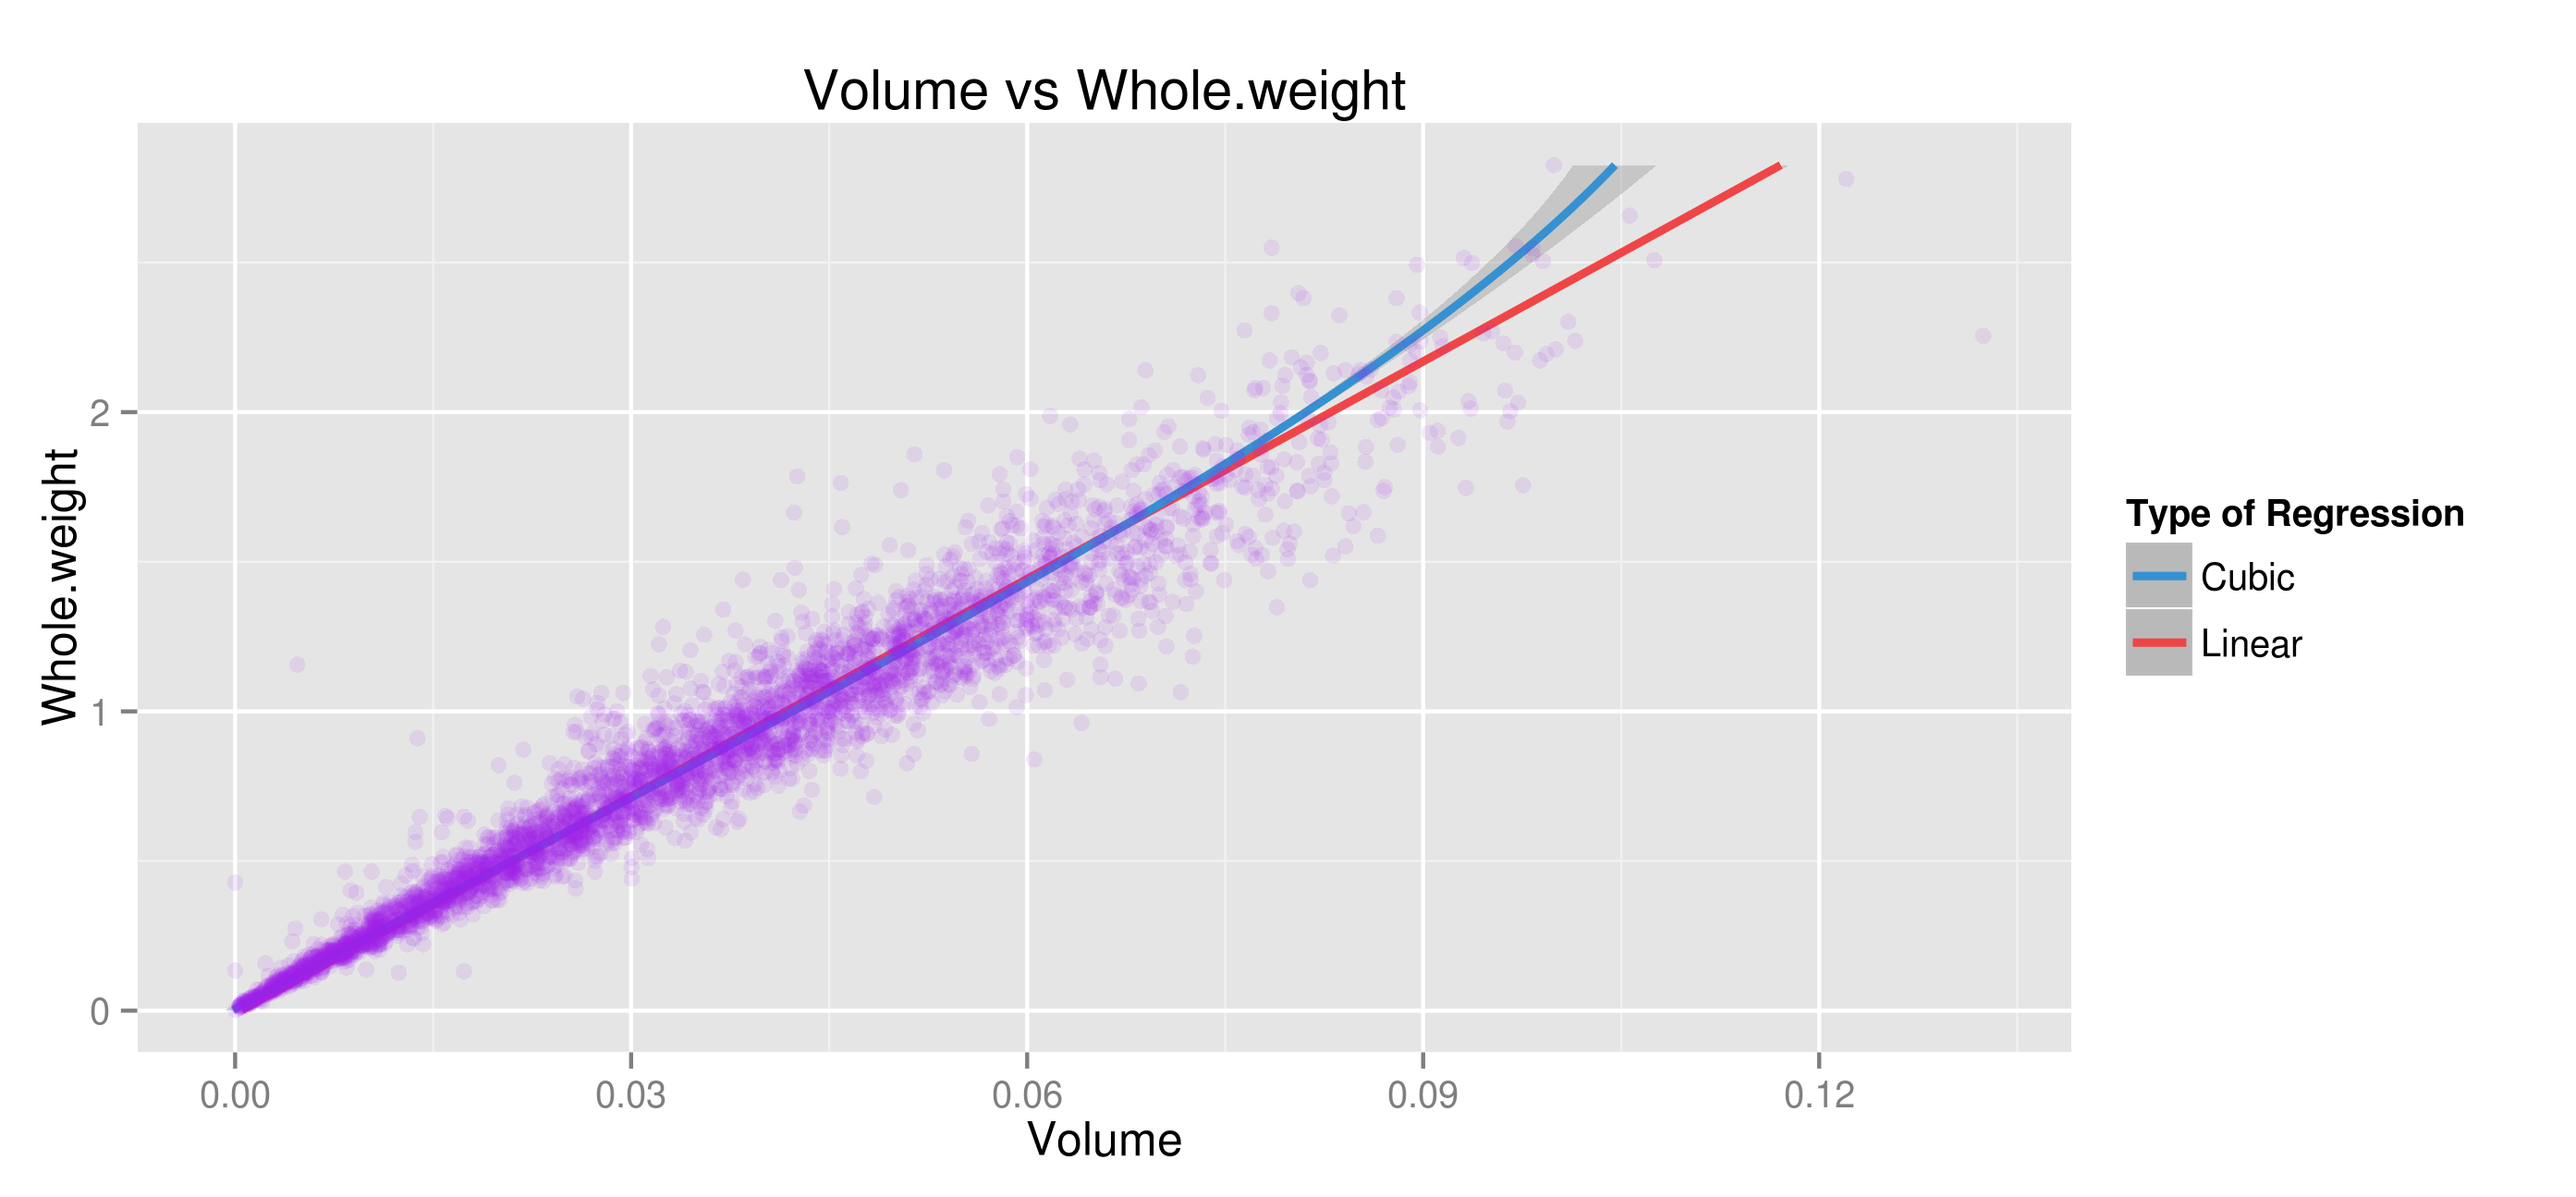 Volume vs Whole.weight
Whole.weight
2
1
0
0.00 0.03 0.06 0.09 0.12
Volume
Type of Regression
Cubic
Linear